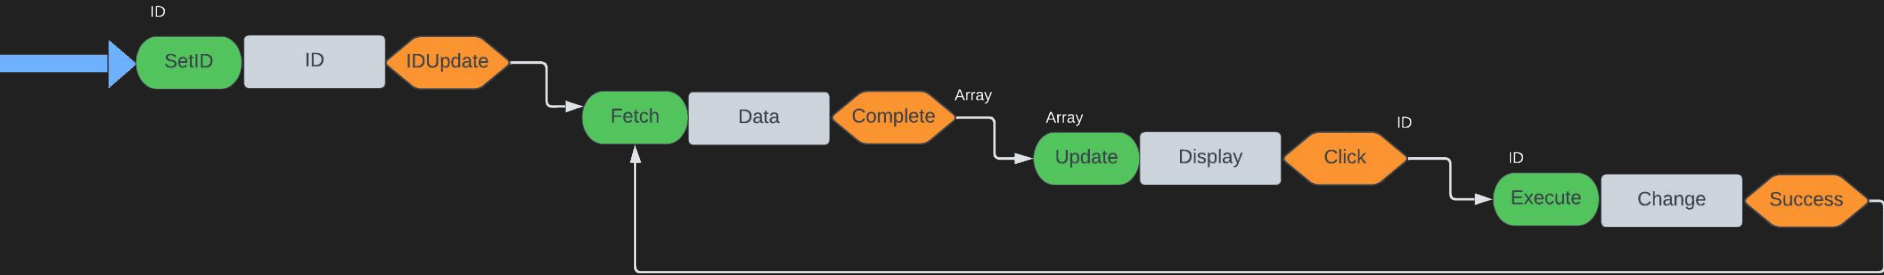 ID
SetID
ID
IDUpdate
Fetch
Data
Complete
Array
Array
Update
Display
Click
ID
ID
Execute
Change
Success